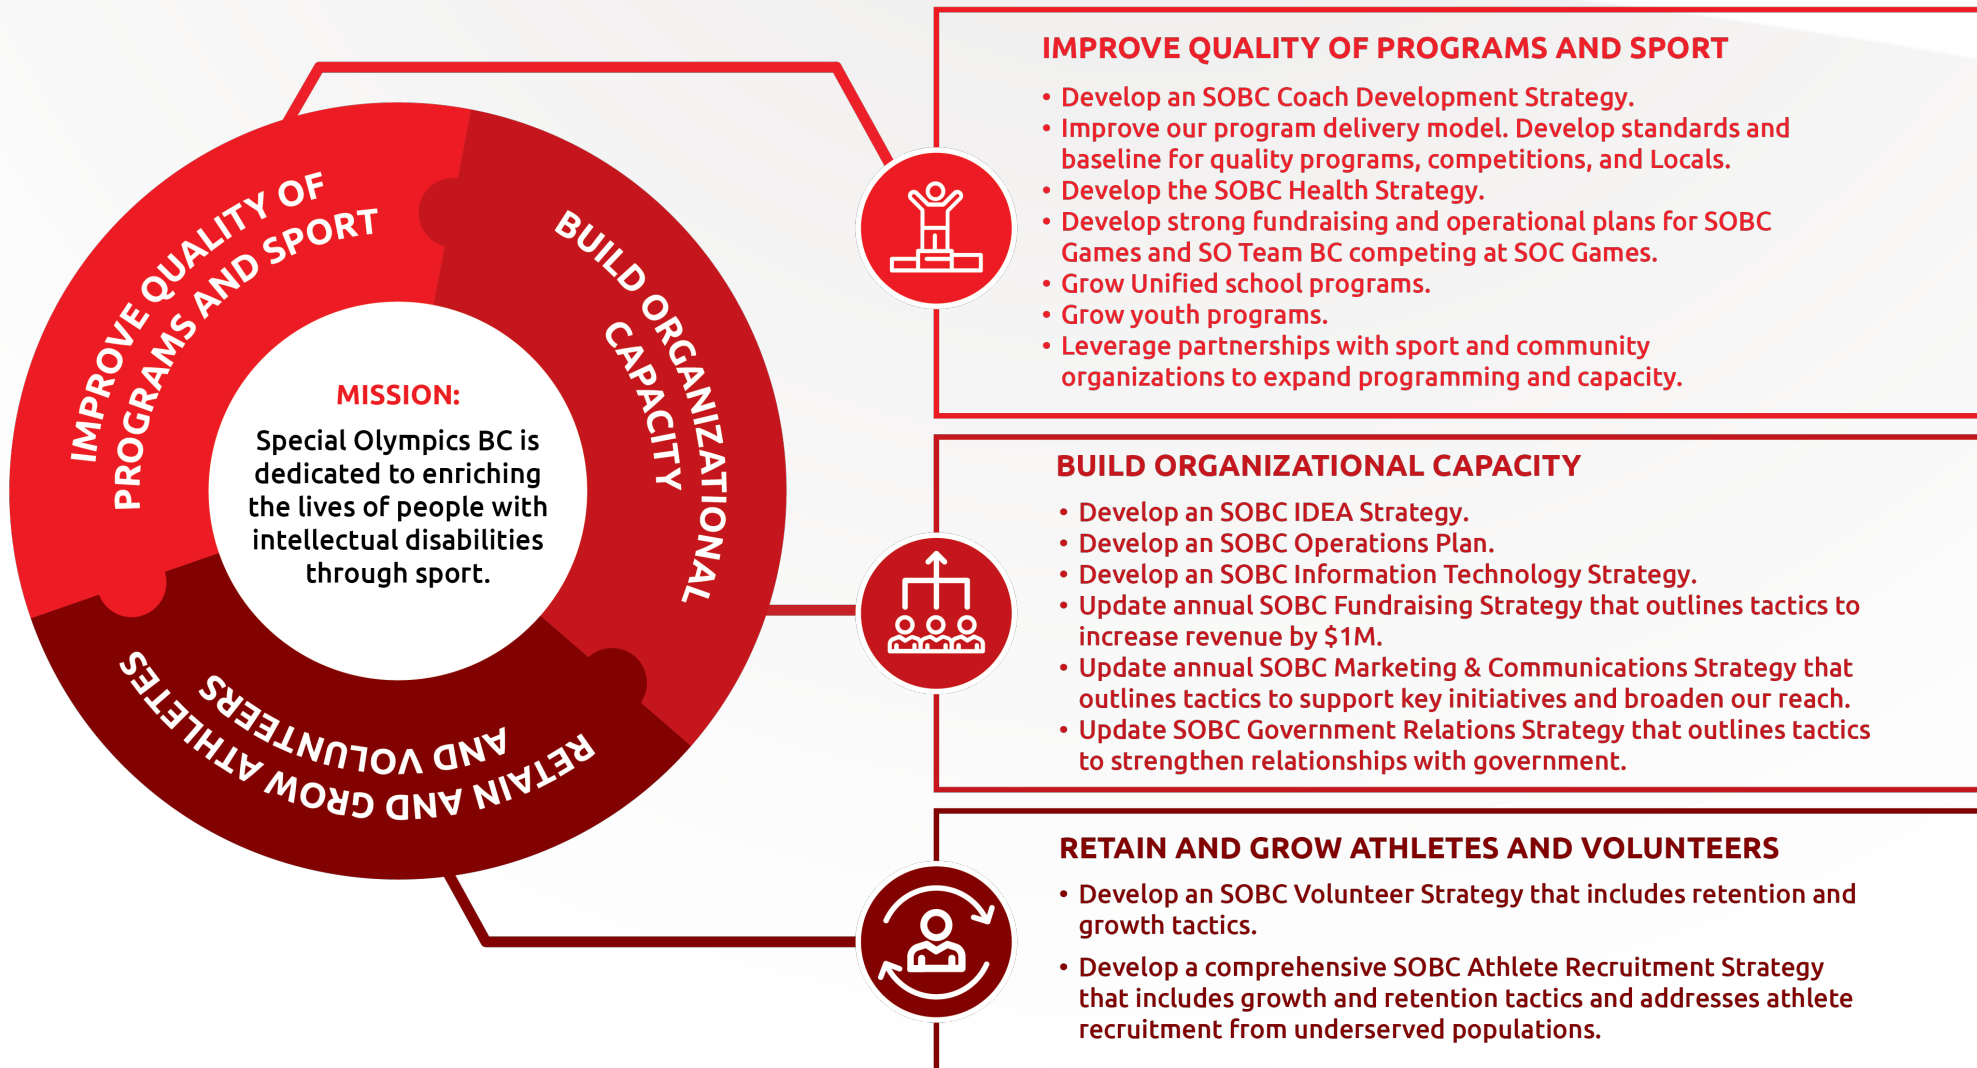 IMPROVE QUALITY OF
PROGRAMS AND SPORT
BUILD ORGANIZATIONAL
CAPACITY
RETAIN AND GROW ATHLETES
AND VOLUNTEERS
MISSION:
Special Olympics BC is
dedicated to enriching
the lives of people with
intellectual disabilities
through sport.
IMPROVE QUALITY OF PROGRAMS AND SPORT
• Develop an SOBC Coach Development Strategy.
• Improve our program delivery model. Develop standards and
baseline for quality programs, competitions, and Locals.
• Develop the SOBC Health Strategy.
• Develop strong fundraising and operational plans for SOBC
Games and SO Team BC competing at SOC Games.
• Grow Unified school programs.
• Grow youth programs.
• Leverage partnerships with sport and community
organizations to expand programming and capacity.
BUILD ORGANIZATIONAL CAPACITY
• Develop an SOBC IDEA Strategy.
• Develop an SOBC Operations Plan.
• Develop an SOBC Information Technology Strategy.
• Update annual SOBC Fundraising Strategy that outlines tactics to
increase revenue by $1M.
• Update annual SOBC Marketing & Communications Strategy that
outlines tactics to support key initiatives and broaden our reach.
• Update SOBC Government Relations Strategy that outlines tactics
to strengthen relationships with government.
RETAIN AND GROW ATHLETES AND VOLUNTEERS
• Develop an SOBC Volunteer Strategy that includes retention and
growth tactics.
• Develop a comprehensive SOBC Athlete Recruitment Strategy
that includes growth and retention tactics and addresses athlete
recruitment from underserved populations.